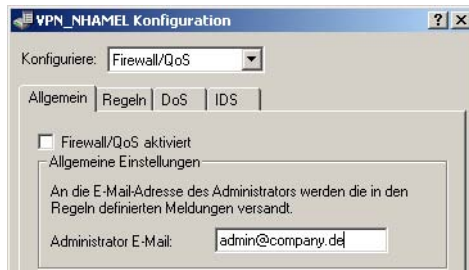 VPN_NHAMEL Konfiguration
Konfiguriere: Firewall/QoS
Allgemein Regeln DoS IDS
Firewall/QoS aktiviert
Allgemeine Einstellungen
An die E-Mail-Adresse des Administrators werden die in den
Regeln definierten Meldungen versandt.
Administrator E-Mail: admin@company.de